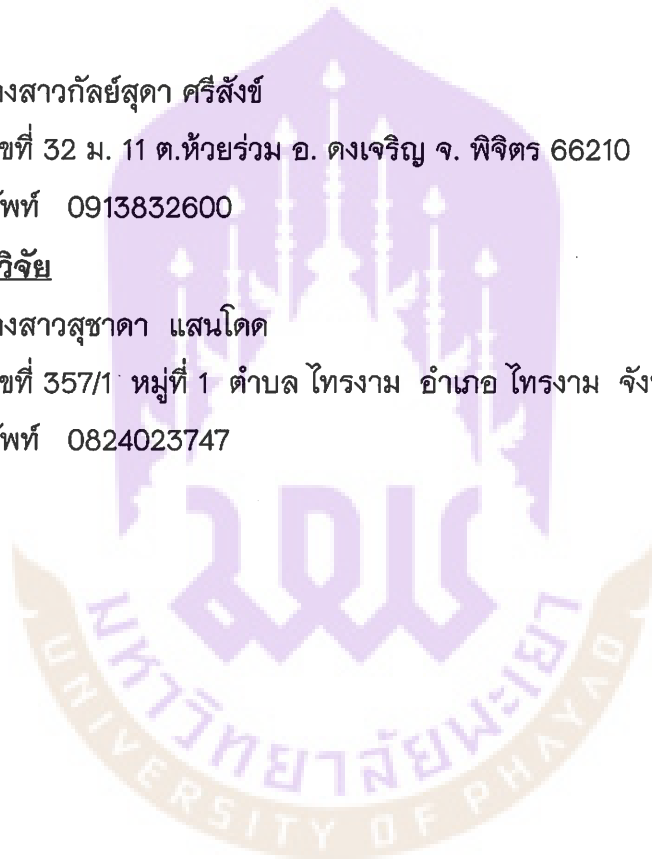 งสาวกัลย์สุดา ศรีสังข์
ขที่ 32 ม. 11 ต.ห้วยร่วม อ. ดงเจริญ จ. พิจิตร 66210
พท์ 0913832600
วิจัย
งสาวสุชาดา แสนโดด
ขที่ 357/1 หมู่ที่ 1 ตำบล ไทรงาม อำเภอ ไทรงาม จัง
พท์ 0824023747
มหาวิทยาลัยพะเยา
UNIVERSITY OF PHAYAO